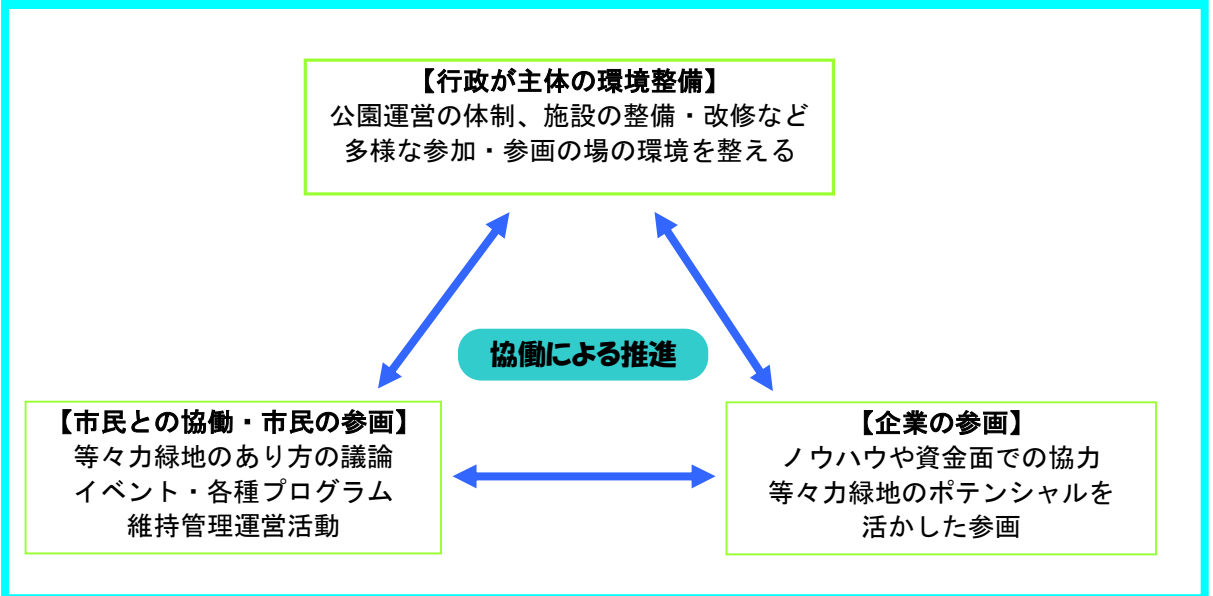 【行政が主体の環境整備】
公園運営の体制、施設の整備・改修など
多様な参加・参画の場の環境を整える
協働による推進
【市民との協働・市民の参画】
等々力緑地のあり方の議論
イベント・各種プログラム
維持管理運営活動
【企業の参画】
ノウハウや資金面での協力
等々力緑地のポテンシャルを
活かした参画